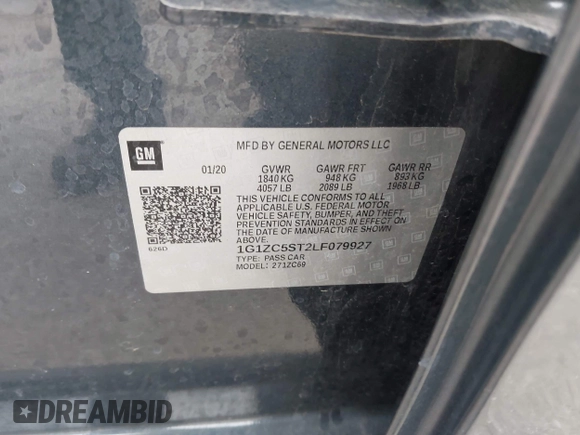 GM
MFD BY GENERAL MOTORS LLC
01/20 GVWR GAWR FRT GAWR RR
1840 KG 948 KG 893 KG
4057 LB 2089 LB 1968 LB
THIS VEHICLE CONFORMS TO ALL
APPLICABLE U.S. FEDERAL MOTOR
VEHICLE SAFETY, BUMPER, AND THEFT
PREVENTION STANDARDS IN EFFECT ON
THE DATE OF MANUFACTURE SHOWN
ABOVE.
626D
1G1ZC5ST2LF079927
TYPE: PASS CAR
MODEL: 271ZC69
DREAMBID